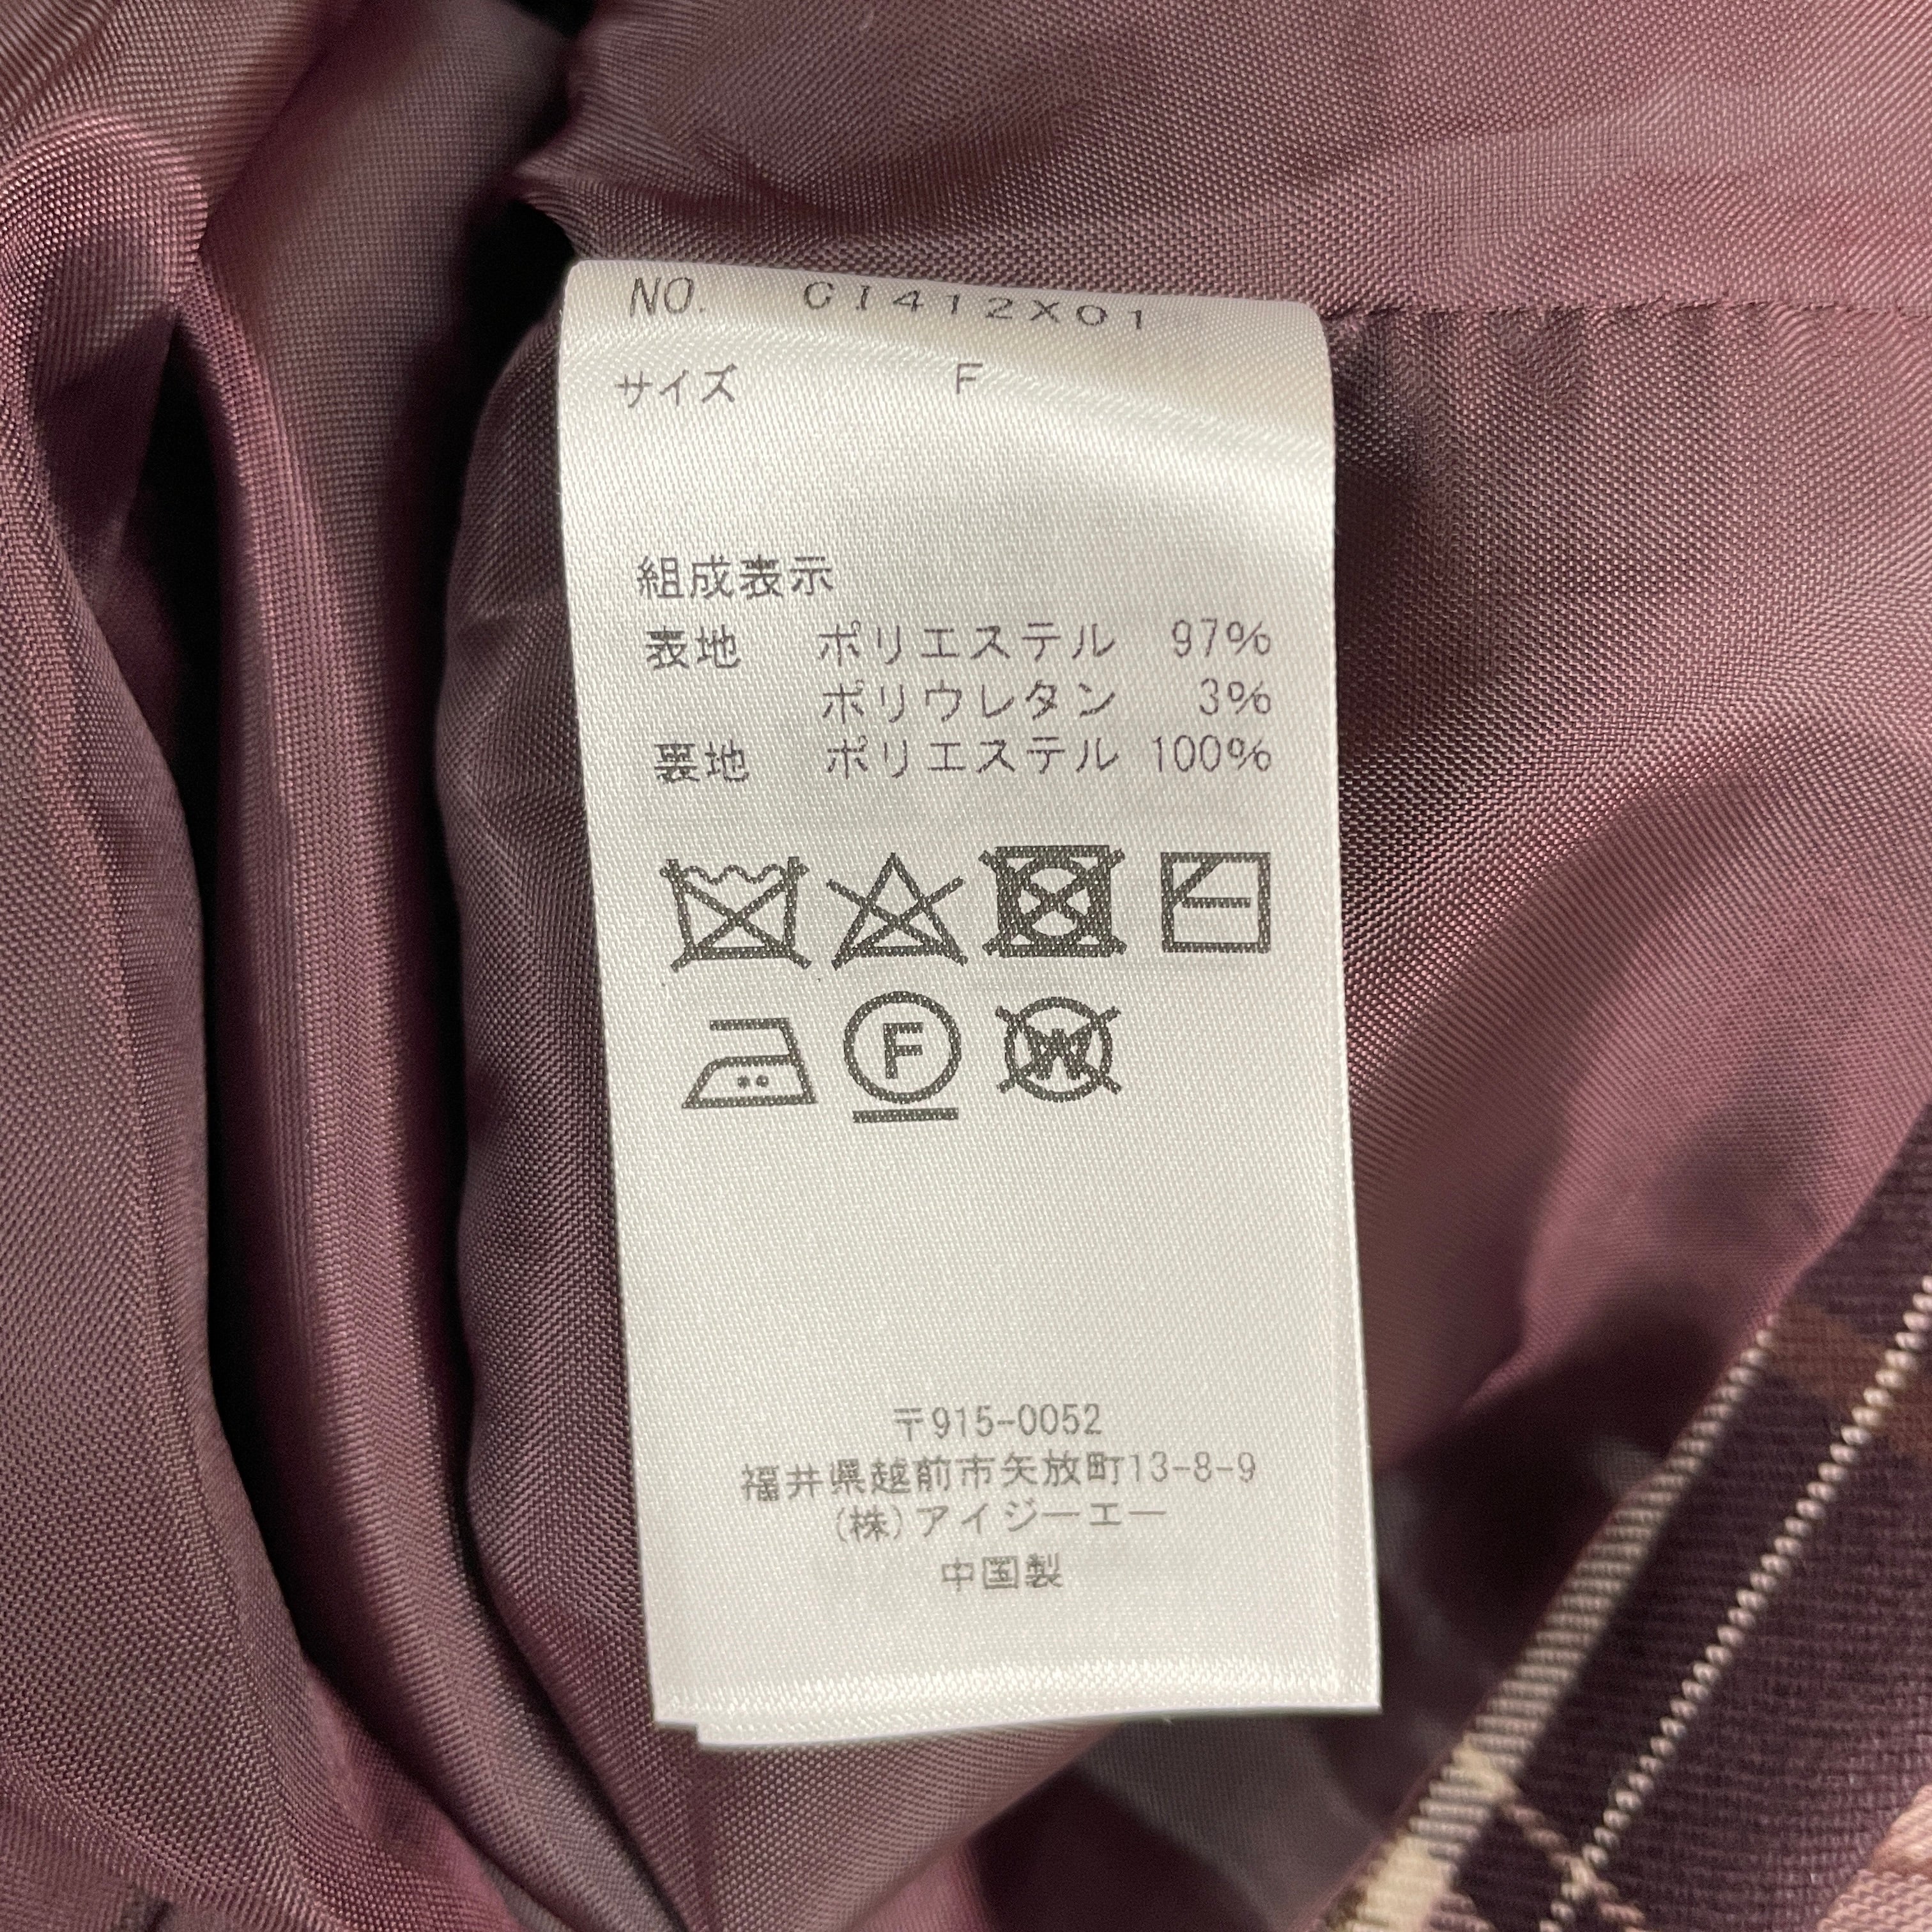 NO. CI412X01
サイズ F
組成表示
表地 ポリエステル 97%
ポリウレタン 3%
裏地 ポリエステル 100%
F W
〒915-0052
福井県越前市矢放町13-8-9
(株)アイジーエー
中国製